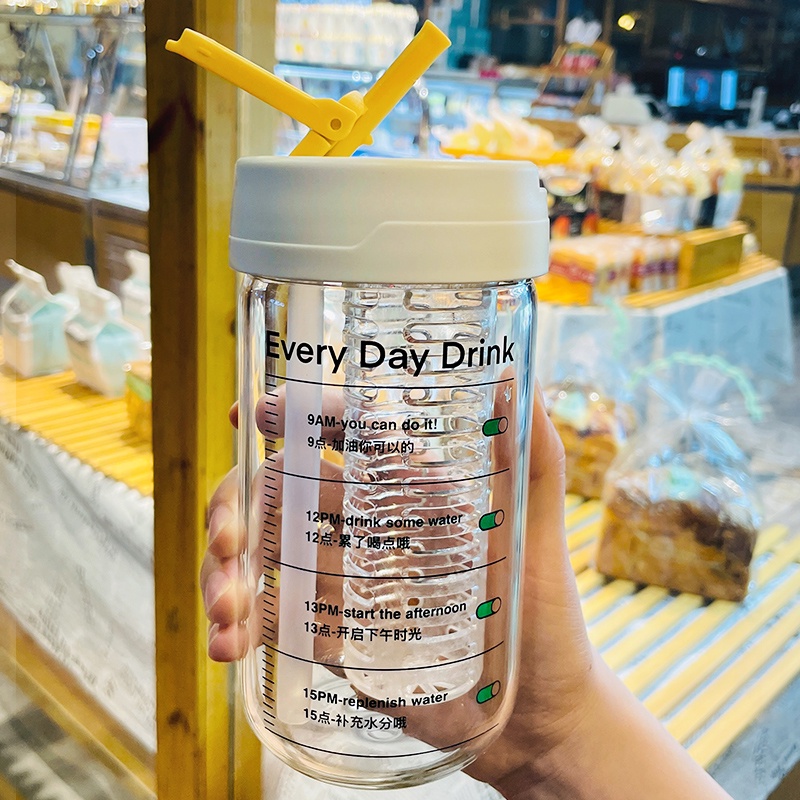 Every Day Drink
9AM-you can do it!
9点-加油你可以的
12PM-drink some water
12点-累了喝点哦
13PM-start the afternoon
13点-开启下午时光
15PM-replenish water
15点-补充水分哦